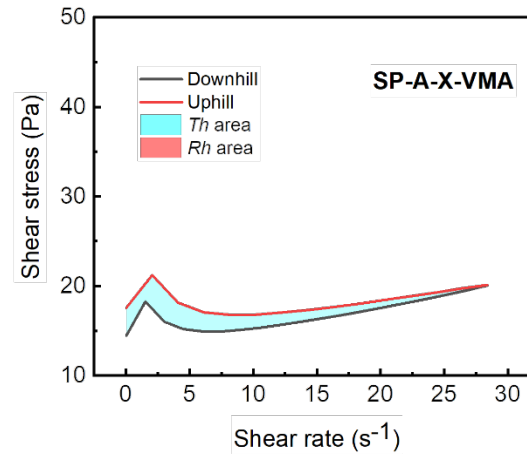 50
40
30
20
10
Shear stress (Pa)
Downhill
Uphill
Th area
Rh area
SP-A-X-VMA
0 5 10 15 20 25 30
Shear rate (s⁻¹)